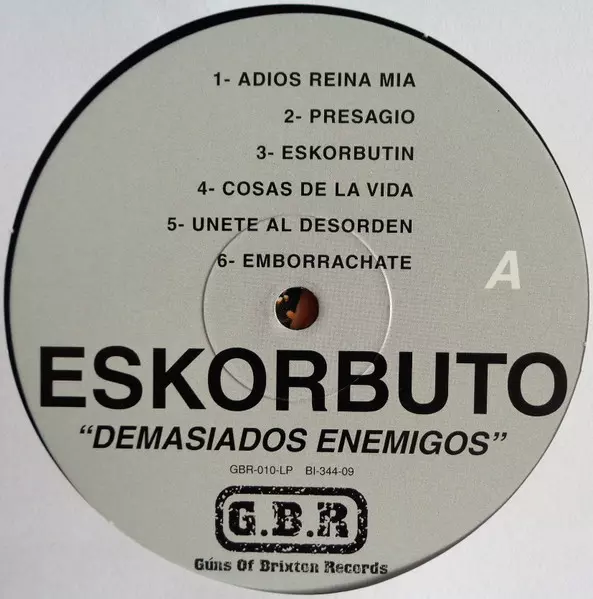 1- ADIOS REINA MIA
2- PRESAGIO
3- ESKORBUTIN
4- COSAS DE LA VIDA
5- UNETE AL DESORDEN
6- EMBORRACHATE
A
ESKORBUTO
“DEMASIADOS ENEMIGOS”
GBR-010-LP BI-344-09
G.B.R
Gúns Of Brixton Records